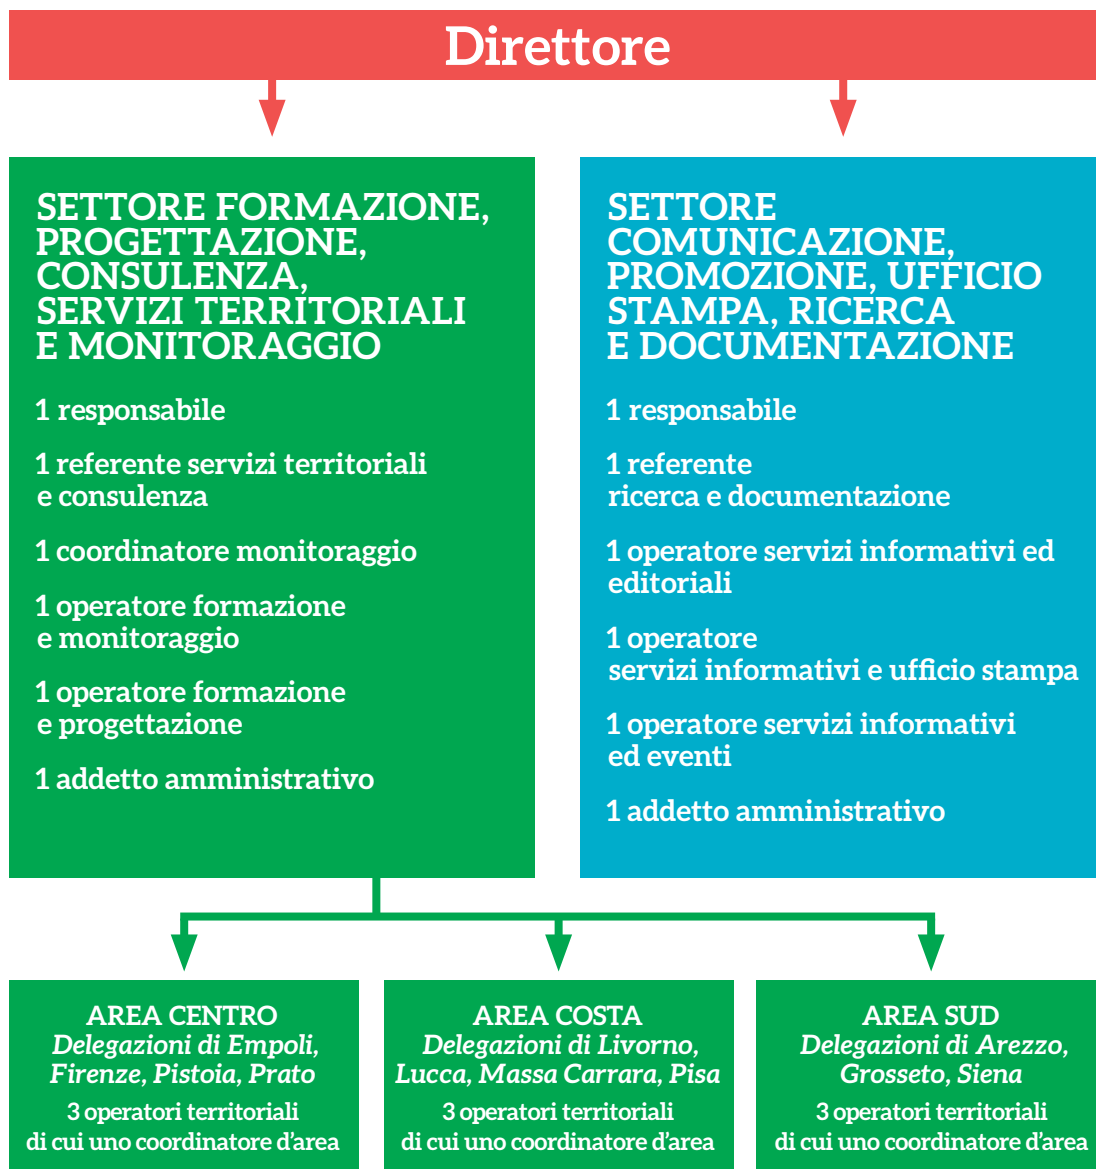 Direttore
SETTORE FORMAZIONE,
PROGETTAZIONE,
CONSULENZA,
SERVIZI TERRITORIALI
E MONITORAGGIO
1 responsabile
1 referente servizi territoriali
e consulenza
1 coordinatore monitoraggio
1 operatore formazione
e monitoraggio
1 operatore formazione
e progettazione
1 addetto amministrativo
SETTORE
COMUNICAZIONE,
PROMOZIONE, UFFICIO
STAMPA, RICERCA
E DOCUMENTAZIONE
1 responsabile
1 referente
ricerca e documentazione
1 operatore servizi informativi ed
editoriali
1 operatore
servizi informativi e ufficio stampa
1 operatore servizi informativi
ed eventi
1 addetto amministrativo
AREA CENTRO
Delegazioni di Empoli,
Firenze, Pistoia, Prato
3 operatori territoriali
di cui uno coordinatore d'area
AREA COSTA
Delegazioni di Livorno,
Lucca, Massa Carrara, Pisa
3 operatori territoriali
di cui uno coordinatore d'area
AREA SUD
Delegazioni di Arezzo,
Grosseto, Siena
3 operatori territoriali
di cui uno coordinatore d'area